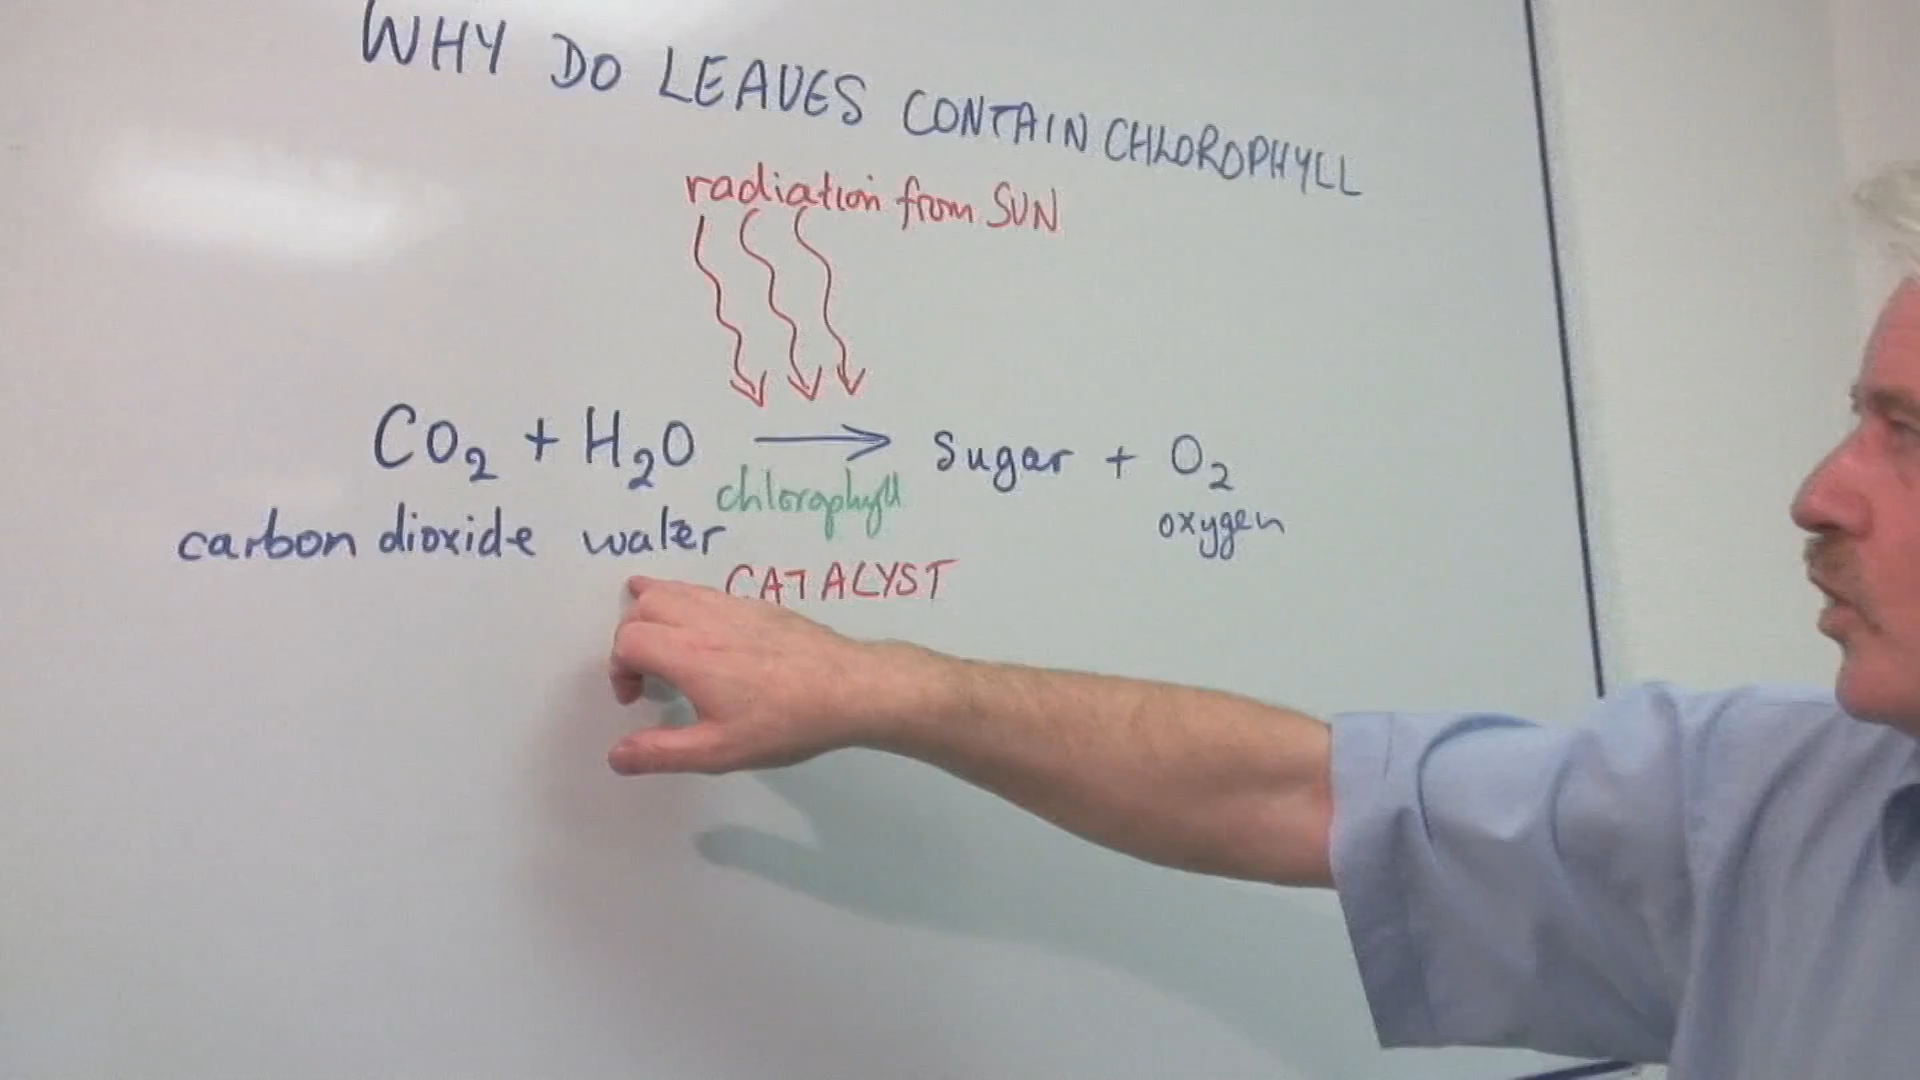 WHY DO LEAVES CONTAIN CHLOROPHYLL
radiation from SUN
CO₂ + H₂O → Sugar + O₂
chlorophyll
carbon dioxide water oxygen
CATALYST